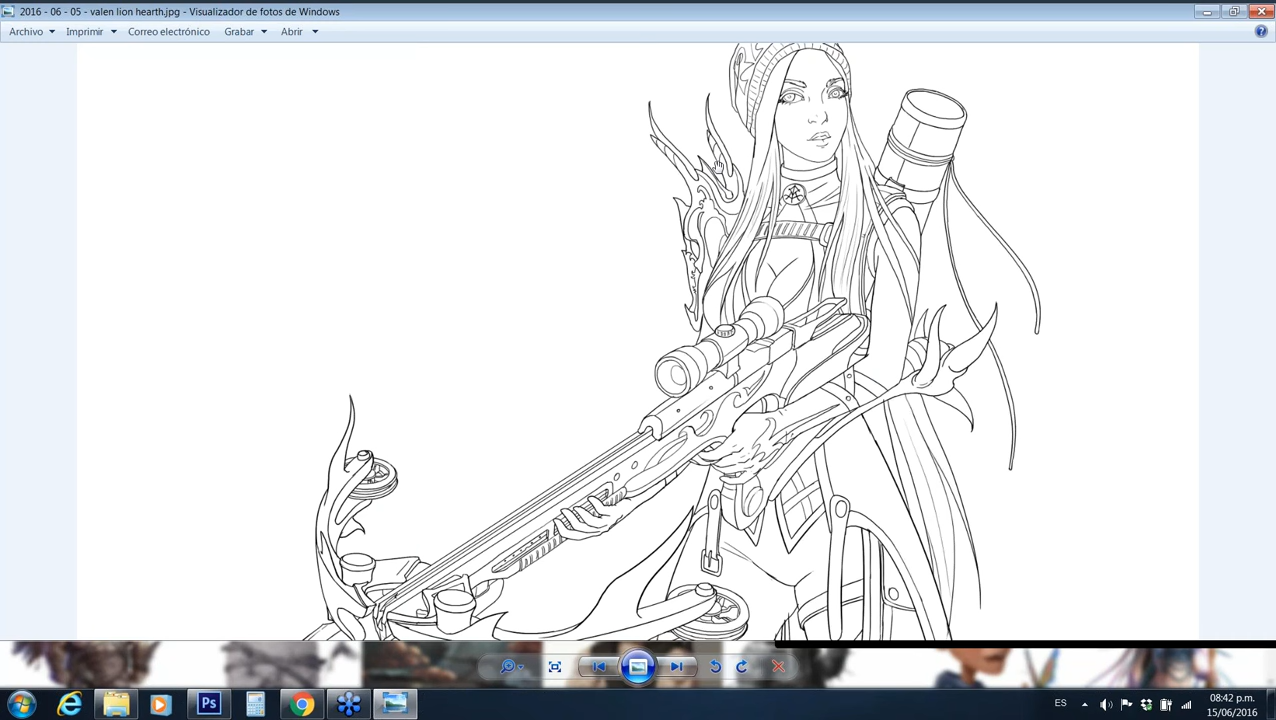 2016 - 06 - 05 - valen lion hearth.jpg - Visualizador de fotos de Windows
Archivo Imprimir Correo electrónico Grabar Abrir
Ps
ES
08:42 p.m.
15/06/2016